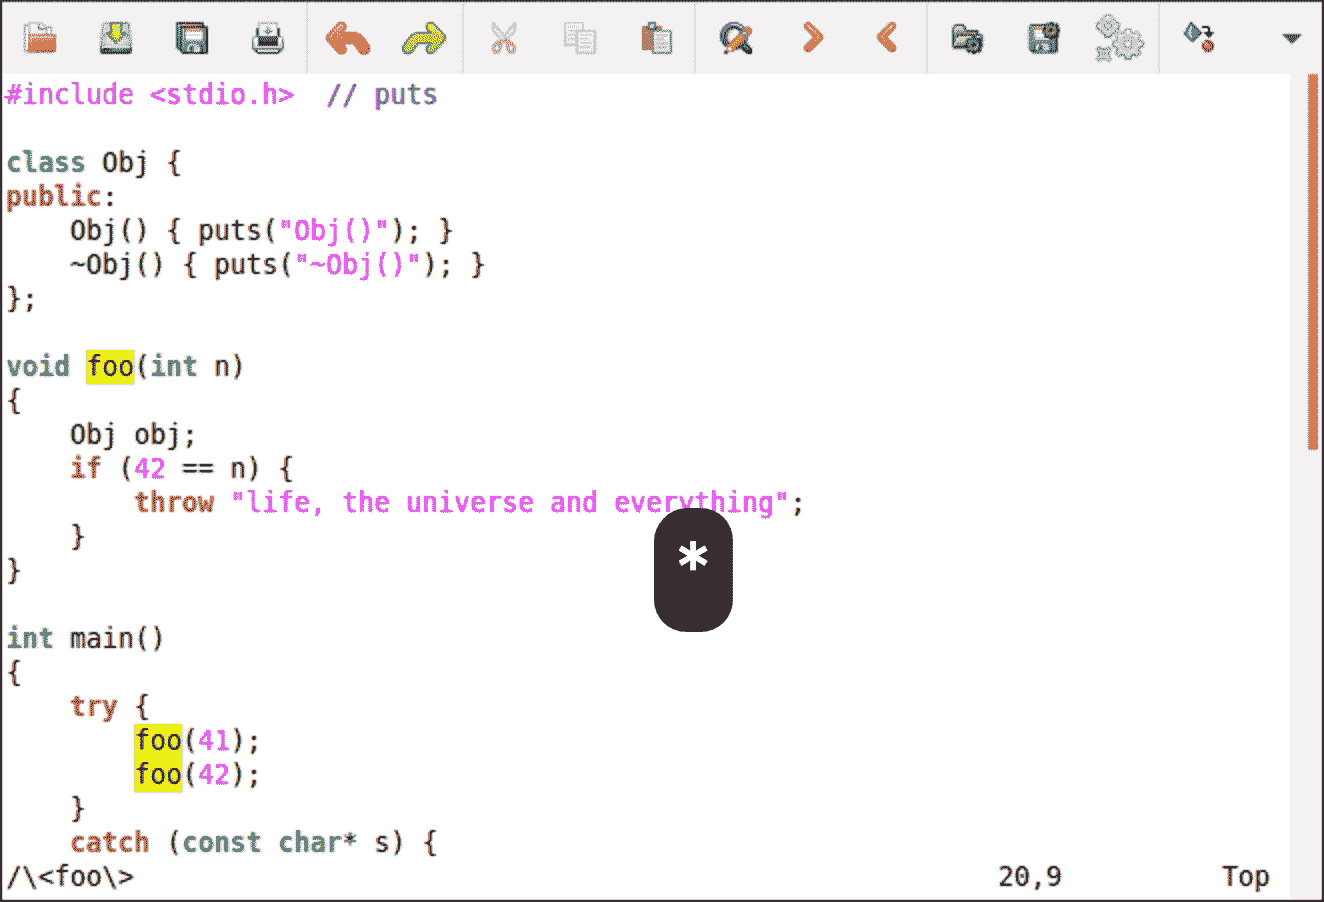 #include <stdio.h>  // puts

class Obj {
public:
    Obj() { puts("Obj()"); }
    ~Obj() { puts("~Obj()"); }
};

void foo(int n)
{
    Obj obj;
    if (42 == n) {
        throw "life, the universe and everything";
    }
}
*

int main()
{
    try {
        foo(41);
        foo(42);
    }
    catch (const char* s) {
/\<foo\> 20,9 Top